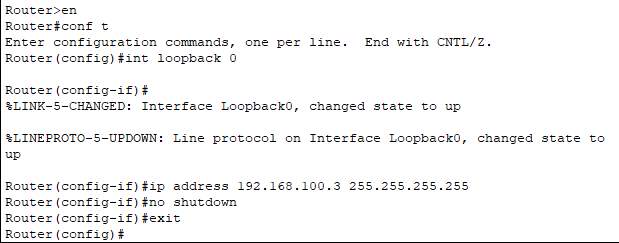 Router>en
Router#conf t
Enter configuration commands, one per line.  End with CNTL/Z.
Router(config)#int loopback 0
Router(config-if)#
%LINK-5-CHANGED: Interface Loopback0, changed state to up
%LINEPROTO-5-UPDOWN: Line protocol on Interface Loopback0, changed state to
up
Router(config-if)#ip address 192.168.100.3 255.255.255.255
Router(config-if)#no shutdown
Router(config-if)#exit
Router(config)#